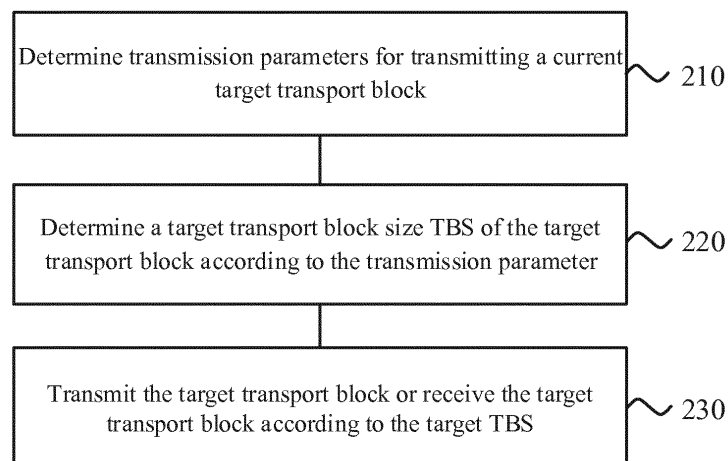 Determine transmission parameters for transmitting a current
target transport block
210
Determine a target transport block size TBS of the target
transport block according to the transmission parameter
220
Transmit the target transport block or receive the target
transport block according to the target TBS
230